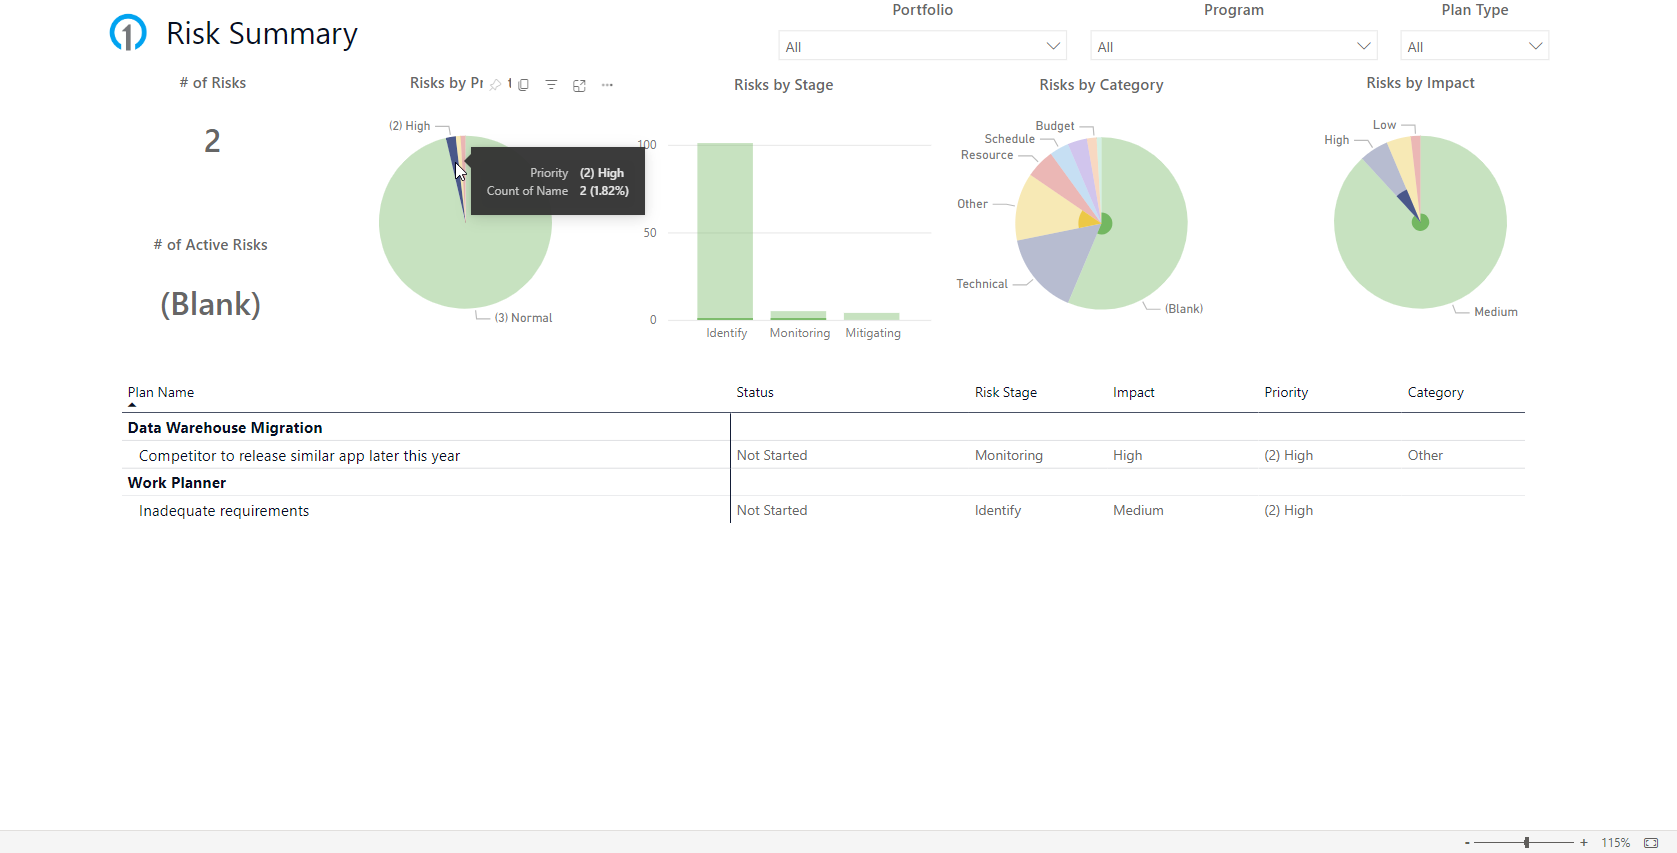 Risk Summary
Portfolio
Program
Plan Type
All
All
All
# of Risks
2
Risks by Pr
Risks by Stage
Risks by Category
Risks by Impact
# of Active Risks
(Blank)
(2) High
(3) Normal
Priority (2) High
Count of Name 2 (1.82%)
100
50
0
Identify Monitoring Mitigating
Budget
Schedule
Resource
Other
Technical
(Blank)
Low
High
Medium
Plan Name Status Risk Stage Impact Priority Category
Data Warehouse Migration
Competitor to release similar app later this year Not Started Monitoring High (2) High Other
Work Planner
Inadequate requirements Not Started Identify Medium (2) High
- + 115%